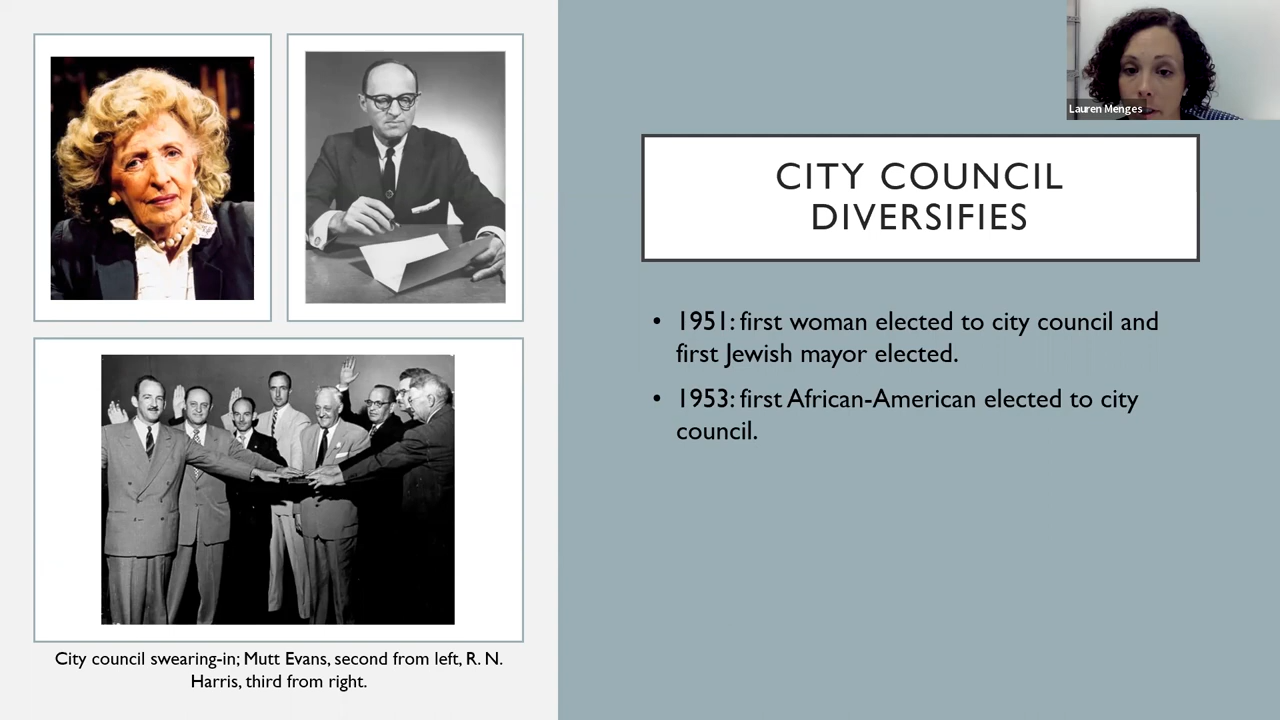 Lauren Menges
CITY COUNCIL
DIVERSIFIES
• 1951: first woman elected to city council and
first Jewish mayor elected.
• 1953: first African-American elected to city
council.
City council swearing-in; Mutt Evans, second from left, R. N.
Harris, third from right.